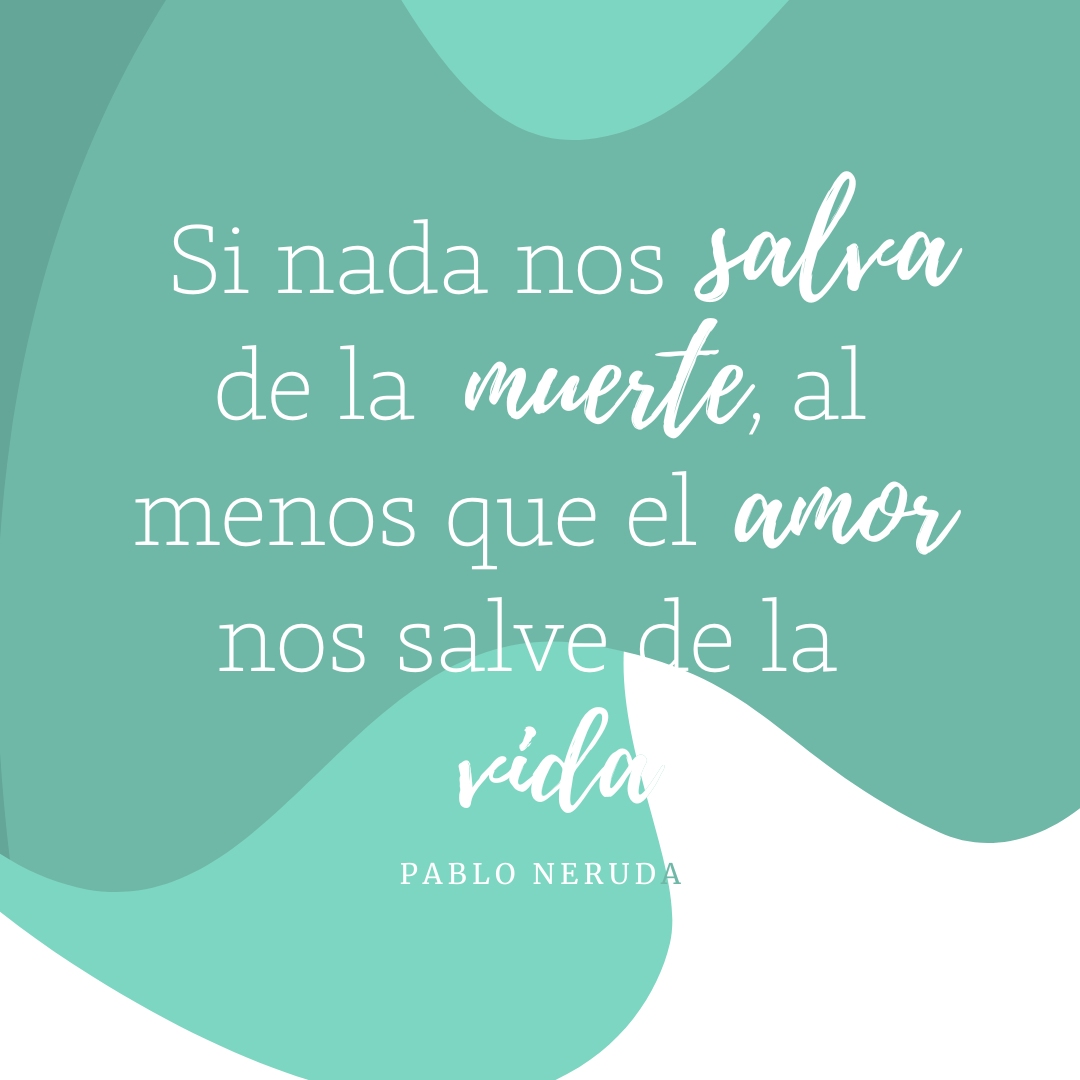 Si nada nos salva
de la muerte, al
menos que el amor
nos salve de la
vida
PABLO NERUDA